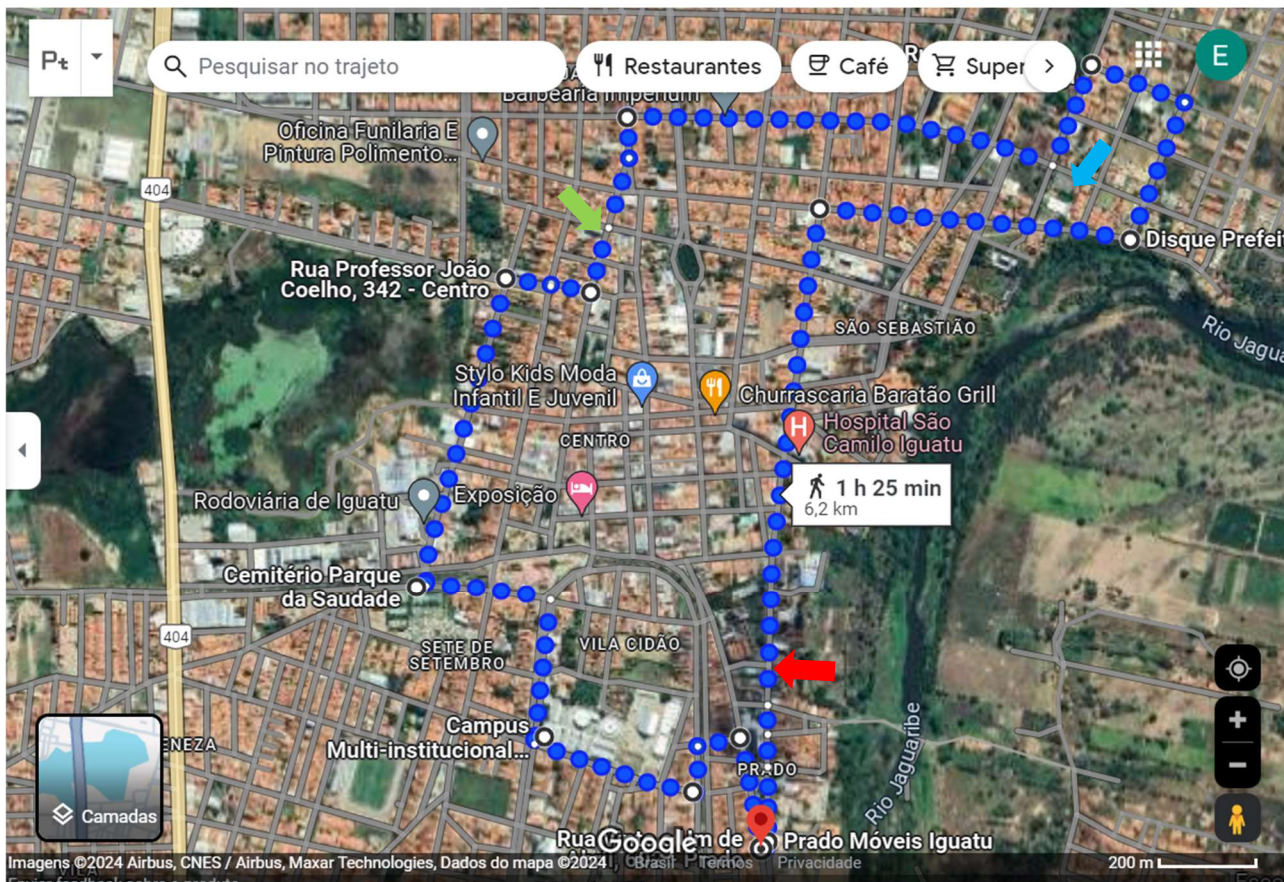 Pesquisar no trajeto
Restaurantes
Café
Super
E
Barbearia Imperium
Oficina Funilaria E
Pintura Polimento...
404
Disque Prefeit
Rua Professor João
Coelho, 342 - Centro
Rio Jagua
SÃO SEBASTIÃO
Stylo Kids Moda
Infantil E Juvenil
Churrascaria Baratão Grill
Hospital São
Camilo Iguatu
CENTRO
1 h 25 min
6,2 km
Rodoviária de Iguatu
Exposição
Cemitério Parque
da Saudade
404
SETE DE
SETEMBRO
VILA CIDÃO
Campus
Multi-institucional...
ENEZA
PRADO
Rio Jaguaribe
Camadas
Rua
m de
Google
Prado Móveis Iguatu
Imagens ©2024 Airbus, CNES / Airbus, Maxar Technologies, Dados do mapa ©2024
Brasil
Termos
Privacidade
200 m
VILA